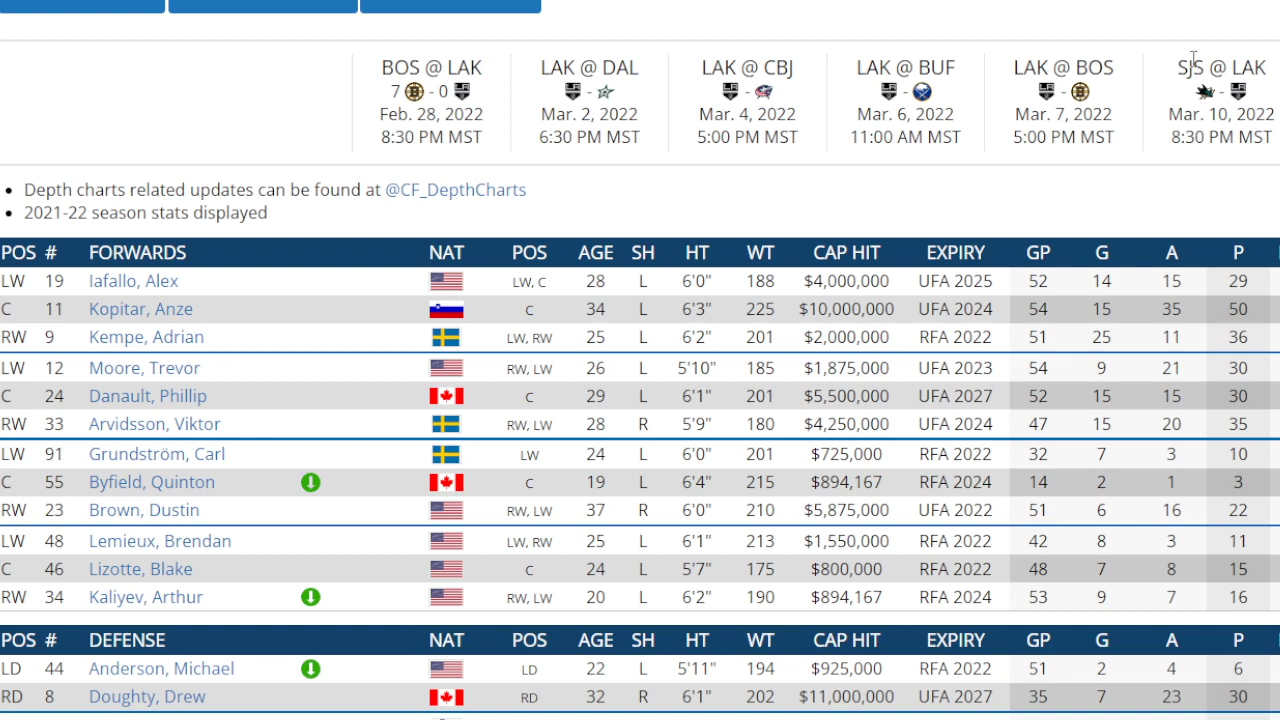 BOS @ LAK LAK @ DAL LAK @ CBJ LAK @ BUF LAK @ BOS SJS @ LAK
7 - 0 - - - - -
Feb. 28, 2022 Mar. 2, 2022 Mar. 4, 2022 Mar. 6, 2022 Mar. 7, 2022 Mar. 10, 2022
8:30 PM MST 6:30 PM MST 5:00 PM MST 11:00 AM MST 5:00 PM MST 8:30 PM MST
• Depth charts related updates can be found at @CF_DepthCharts
• 2021-22 season stats displayed
POS # FORWARDS NAT POS AGE SH HT WT CAP HIT EXPIRY GP G A P
LW 19 Iafallo, Alex LW, C 28 L 6'0" 188 $4,000,000 UFA 2025 52 14 15 29
C 11 Kopitar, Anze C 34 L 6'3" 225 $10,000,000 UFA 2024 54 15 35 50
RW 9 Kempe, Adrian LW, RW 25 L 6'2" 201 $2,000,000 RFA 2022 51 25 11 36
LW 12 Moore, Trevor RW, LW 26 L 5'10" 185 $1,875,000 UFA 2023 54 9 21 30
C 24 Danault, Phillip C 29 L 6'1" 201 $5,500,000 UFA 2027 52 15 15 30
RW 33 Arvidsson, Viktor RW, LW 28 R 5'9" 180 $4,250,000 UFA 2024 47 15 20 35
LW 91 Grundström, Carl LW 24 L 6'0" 201 $725,000 RFA 2022 32 7 3 10
C 55 Byfield, Quinton C 19 L 6'4" 215 $894,167 RFA 2024 14 2 1 3
RW 23 Brown, Dustin RW, LW 37 R 6'0" 210 $5,875,000 UFA 2022 51 6 16 22
LW 48 Lemieux, Brendan LW, RW 25 L 6'1" 213 $1,550,000 RFA 2022 42 8 3 11
C 46 Lizotte, Blake C 24 L 5'7" 175 $800,000 RFA 2022 48 7 8 15
RW 34 Kaliyev, Arthur RW, LW 20 L 6'2" 190 $894,167 RFA 2024 53 9 7 16
POS # DEFENSE NAT POS AGE SH HT WT CAP HIT EXPIRY GP G A P
LD 44 Anderson, Michael LD 22 L 5'11" 194 $925,000 RFA 2022 51 2 4 6
RD 8 Doughty, Drew RD 32 R 6'1" 202 $11,000,000 UFA 2027 35 7 23 30